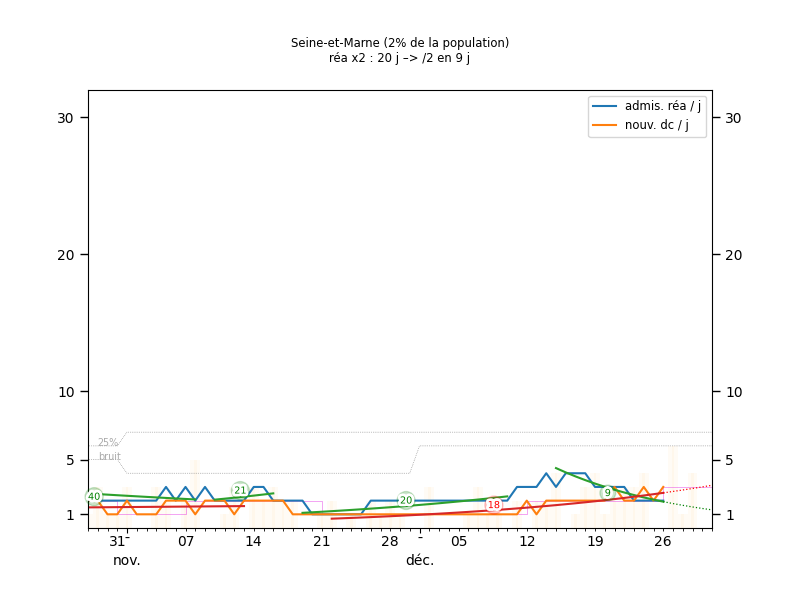 Seine-et-Marne (2% de la population)
réa x2 : 20 j –> /2 en 9 j
admis. réa / j
nouv. dc / j
30 30
20 20
10 10
25%
bruit
5 5
40 21 20 18 9
1 1
31 07 14 21 28 05 12 19 26
nov. déc.